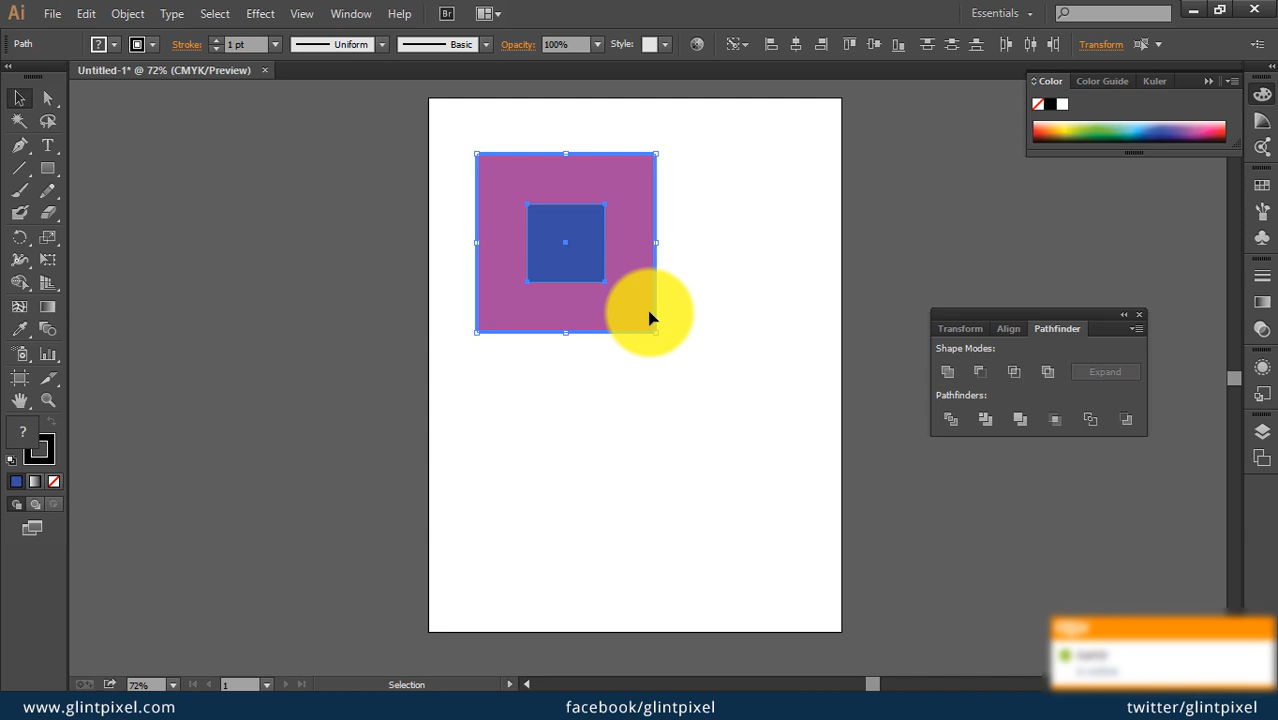 Ai File Edit Object Type Select Effect View Window Help Br Essentials
Path ? Stroke: 1 pt Uniform Basic Opacity: 100% Style: Transform
Untitled-1* @ 72% (CMYK/Preview) ×
Color Color Guide Kuler
T
Transform Align Pathfinder
Shape Modes:
Expand
Pathfinders:
?
72% 1 Selection
www.glintpixel.com facebook/glintpixel twitter/glintpixel